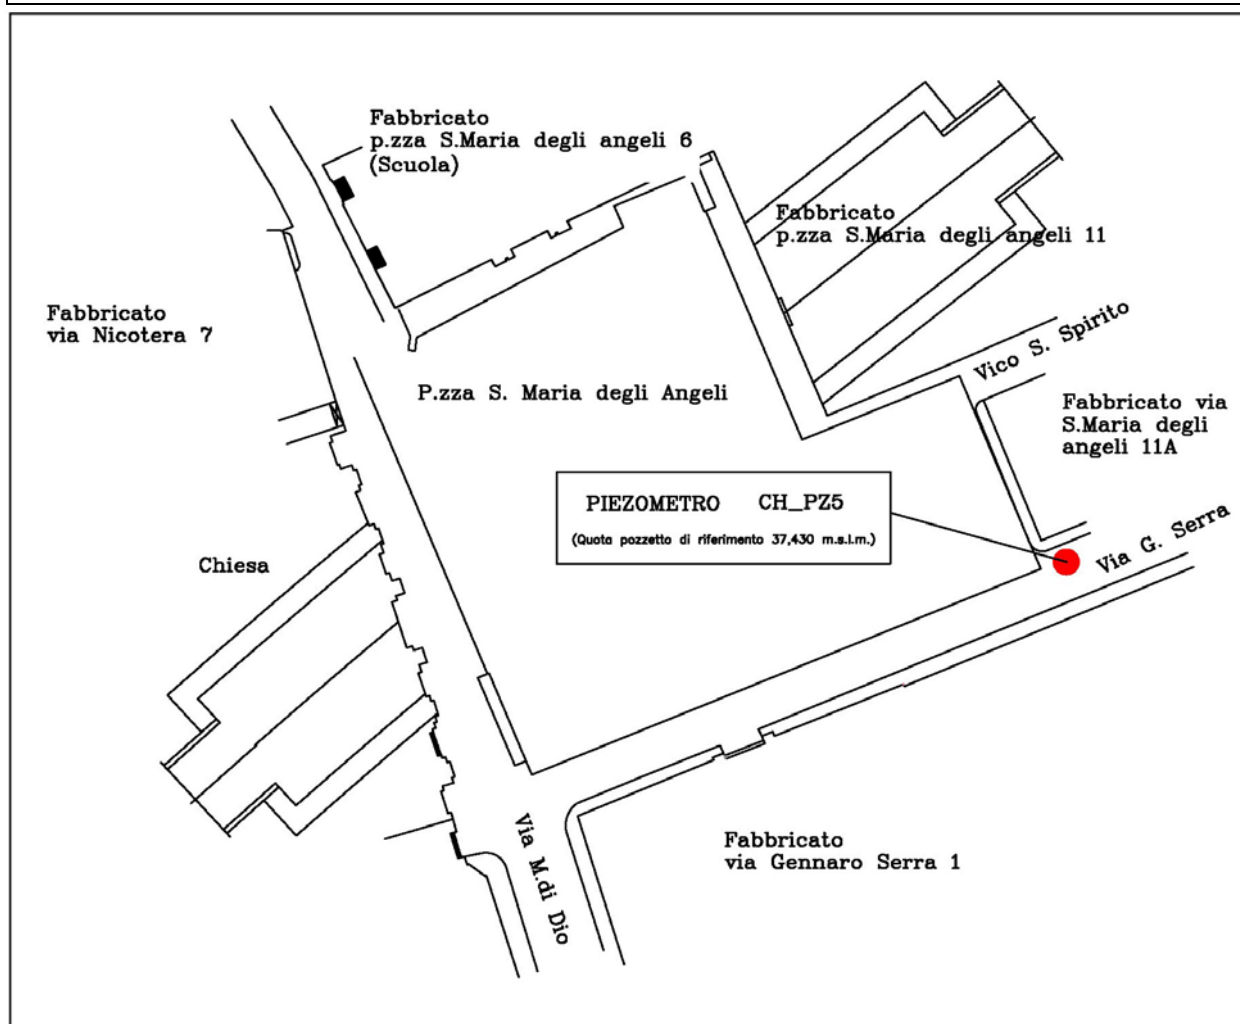 Fabbricato
p.zza S.Maria degli angeli 6
(Scuola)
Fabbricato
p.zza S.Maria degli angeli 11
Fabbricato
via Nicotera 7
Vico S. Spirito
P.zza S. Maria degli Angeli
Fabbricato via
S.Maria degli
angeli 11A
PIEZOMETRO CH_PZ5
(Quota pozzetto di riferimento 37,430 m.s.l.m.)
Via G. Serra
Chiesa
Via M.di Dio
Fabbricato
via Gennaro Serra 1